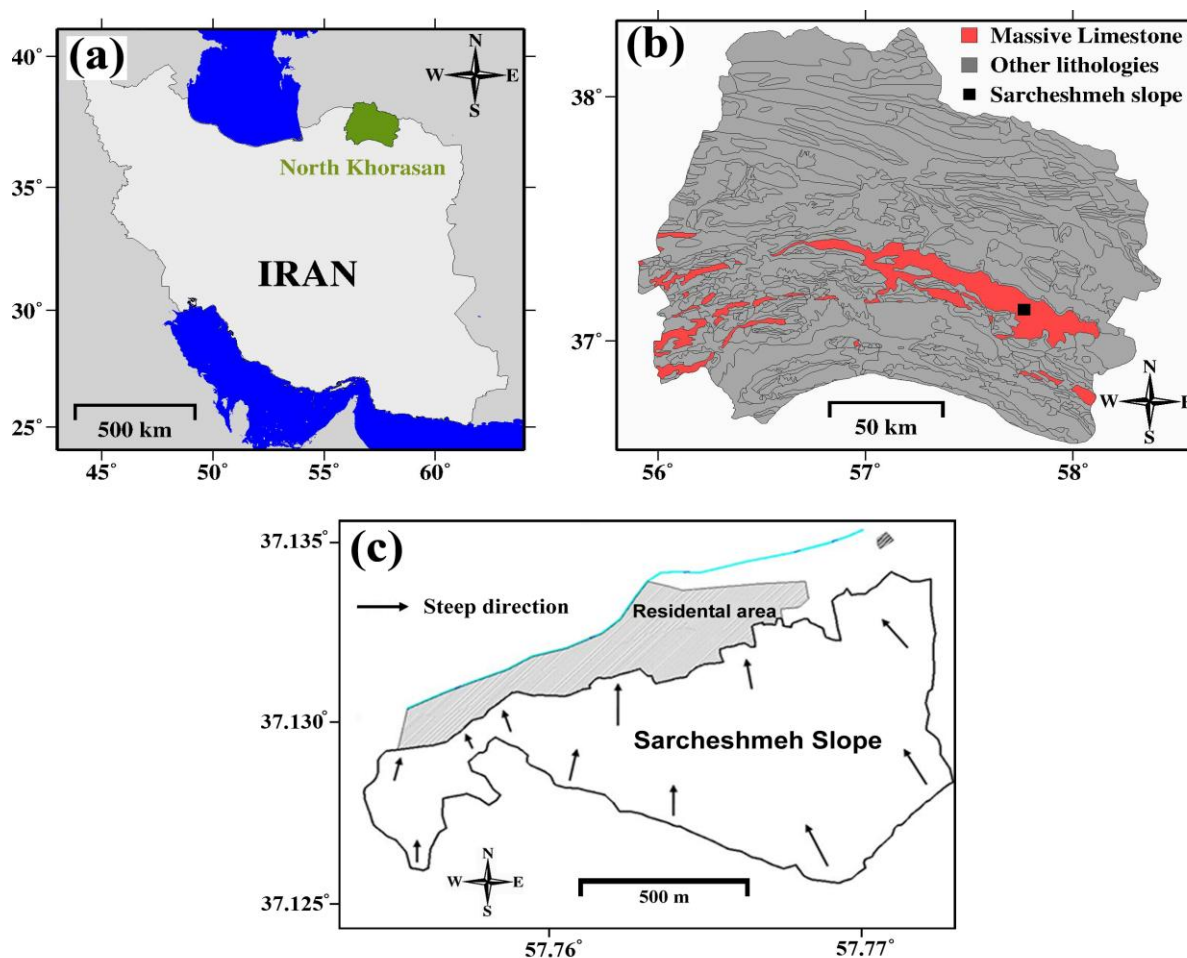 (a)
40°
35°
30°
25°
45°
50°
55°
60°
N
W
E
S
North Khorasan
IRAN
500 km
(b)
Massive Limestone
Other lithologies
Sarcheshmeh slope
38°
37°
56°
57°
58°
N
W
E
S
50 km
(c)
37.135°
37.130°
37.125°
57.76°
57.77°
Steep direction
Residental area
Sarcheshmeh Slope
N
W
E
S
500 m